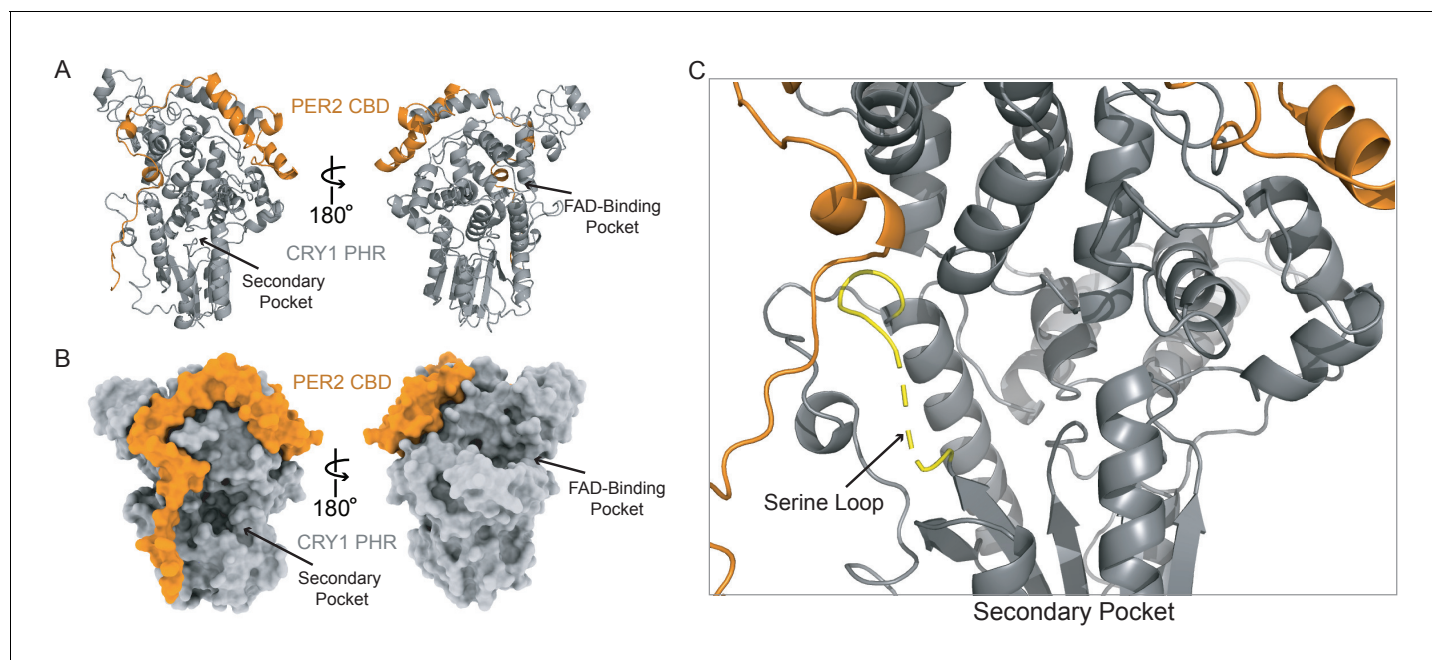 A
PER2 CBD
180°
FAD-Binding
Pocket
CRY1 PHR
Secondary
Pocket
B
PER2 CBD
180°
FAD-Binding
Pocket
CRY1 PHR
Secondary
Pocket
C
Serine Loop
Secondary Pocket